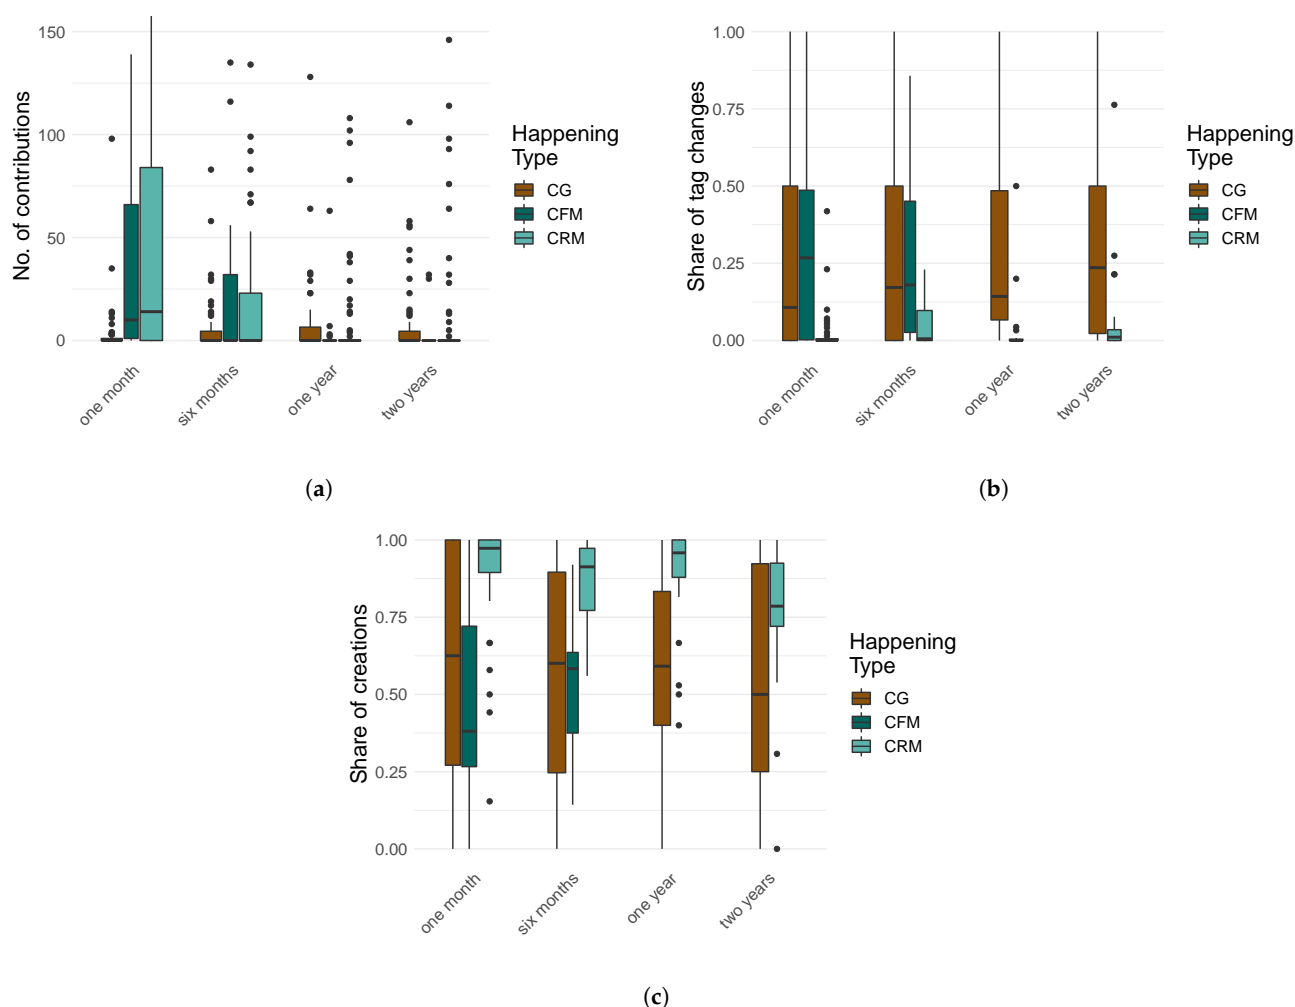 No. of contributions
150
100
50
0
one month
six months
one year
two years
Happening
Type
CG
CFM
CRM
(a)
Share of tag changes
1.00
0.75
0.50
0.25
0.00
one month
six months
one year
two years
Happening
Type
CG
CFM
CRM
(b)
Share of creations
1.00
0.75
0.50
0.25
0.00
one month
six months
one year
two years
Happening
Type
CG
CFM
CRM
(c)